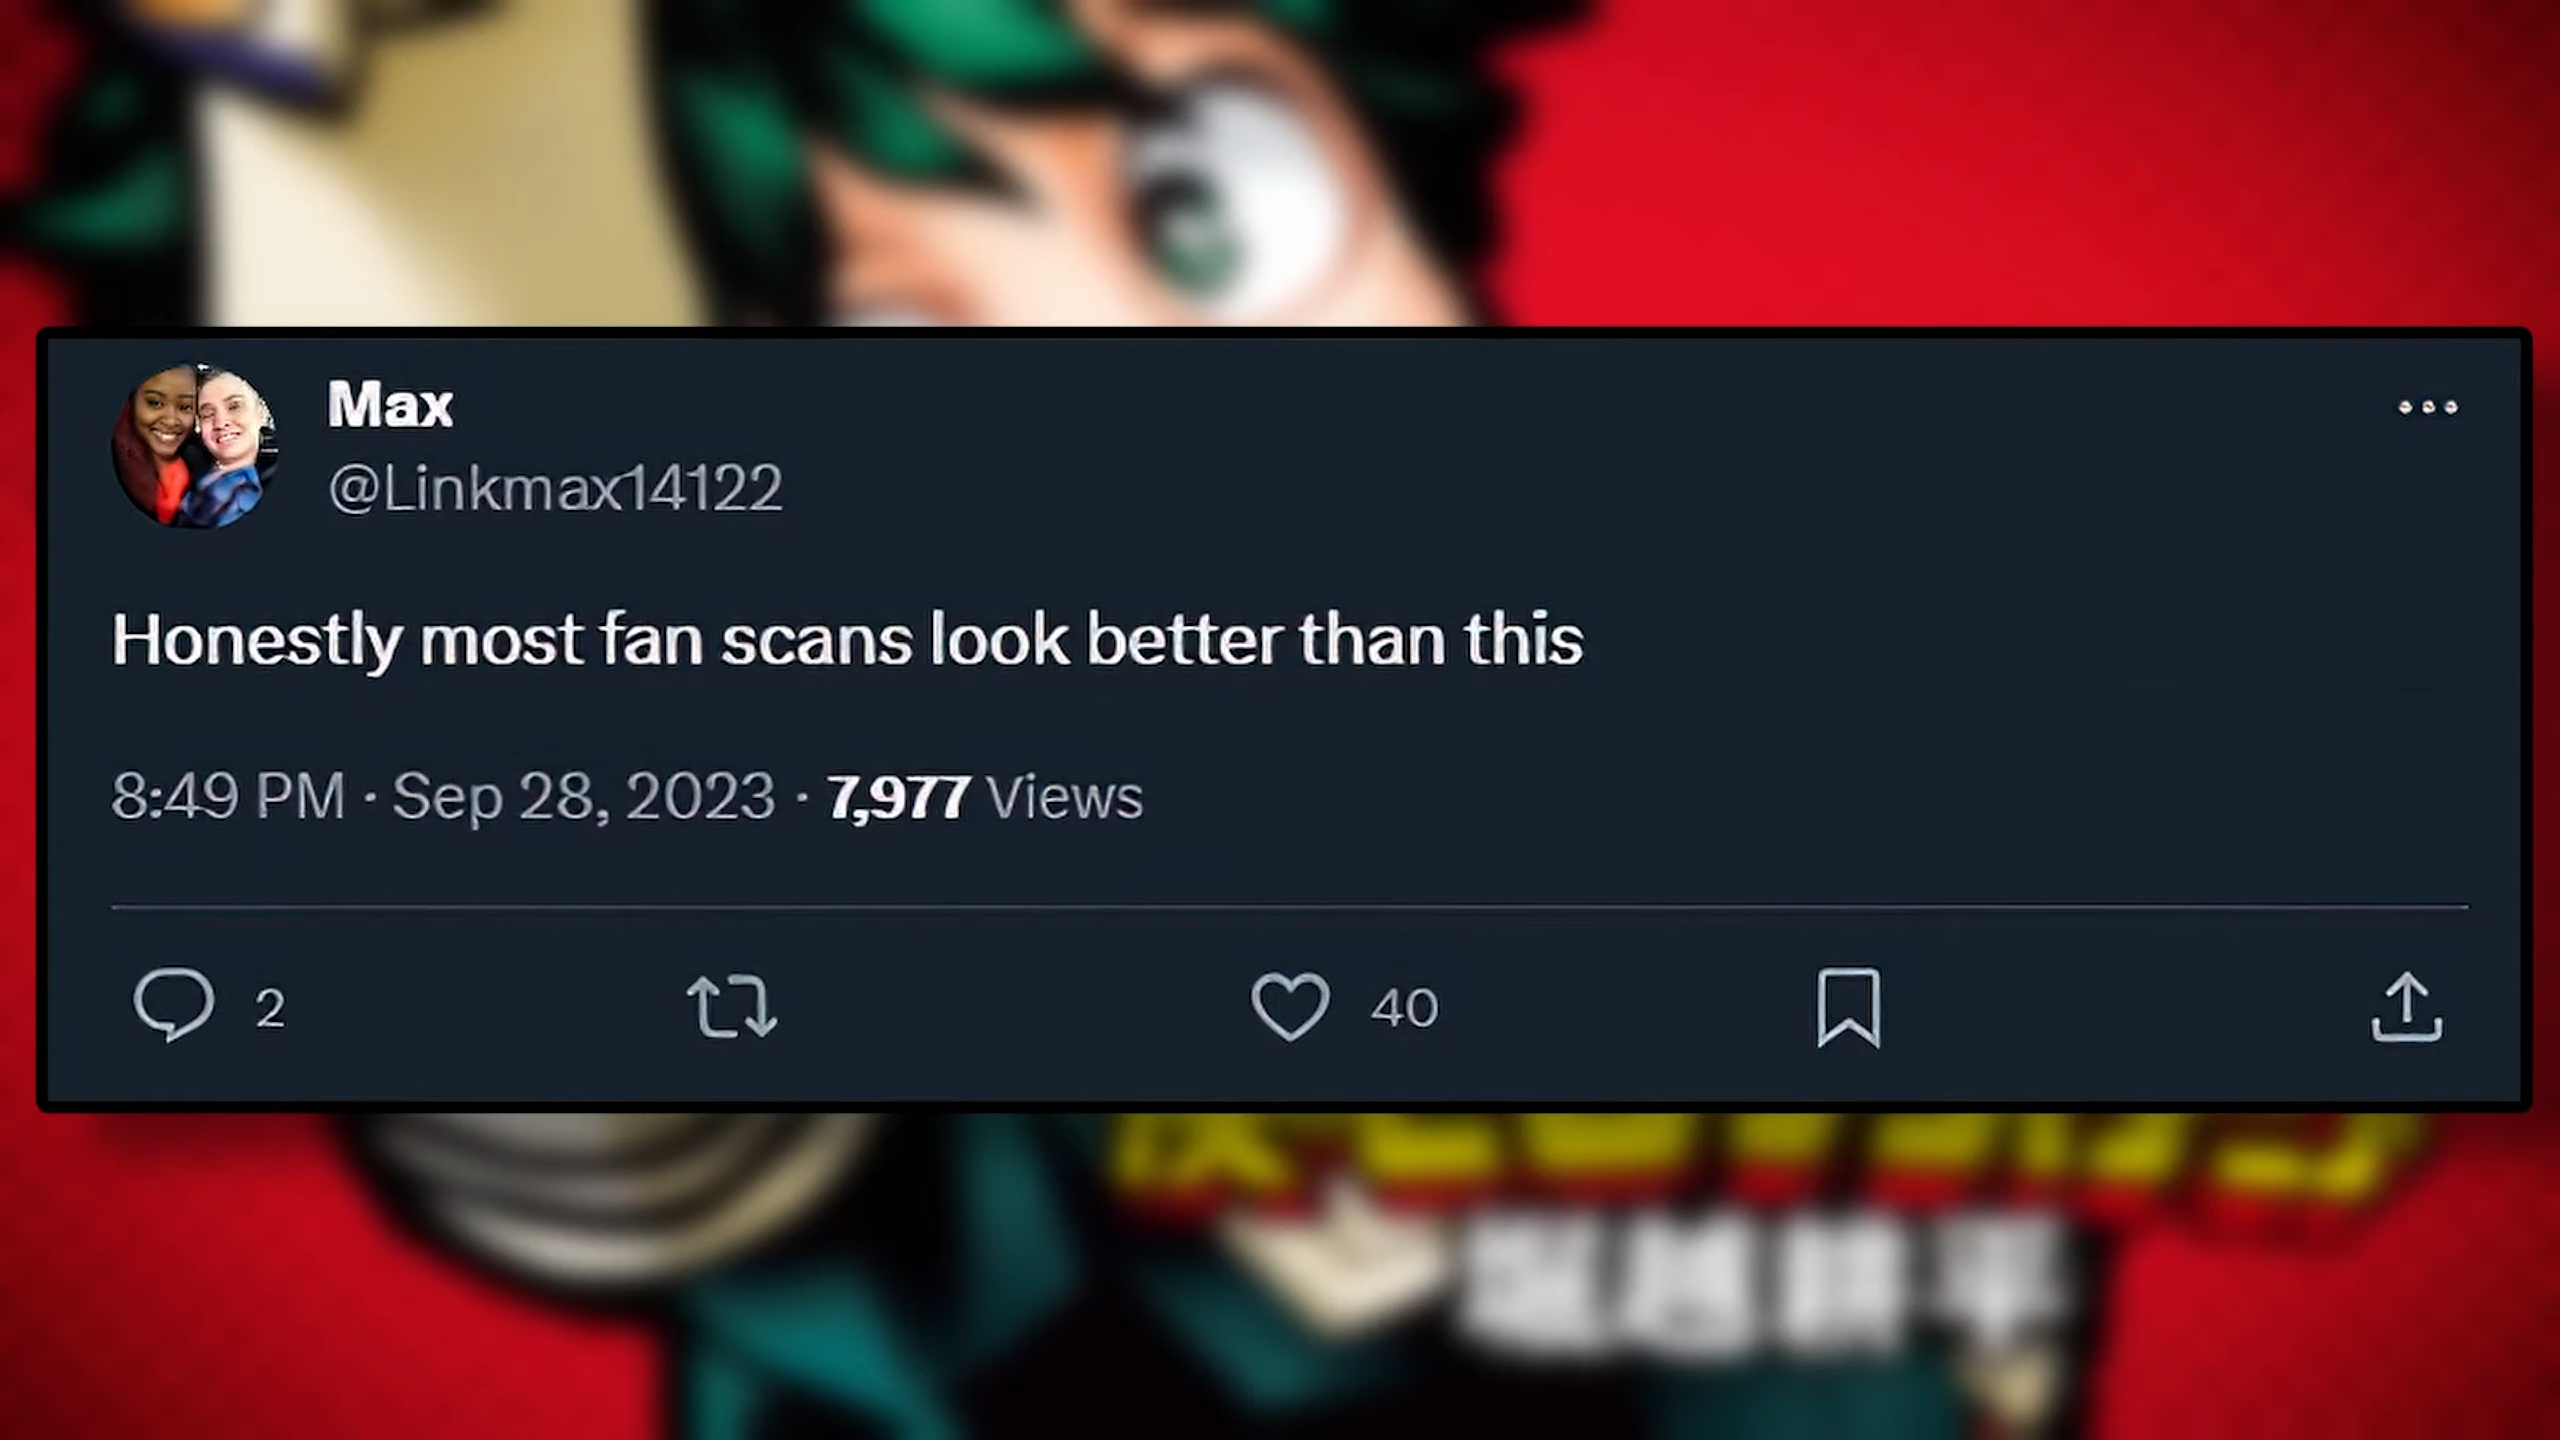 Max
@Linkmax14122
Honestly most fan scans look better than this
8:49 PM · Sep 28, 2023 · 7,977 Views
2
40